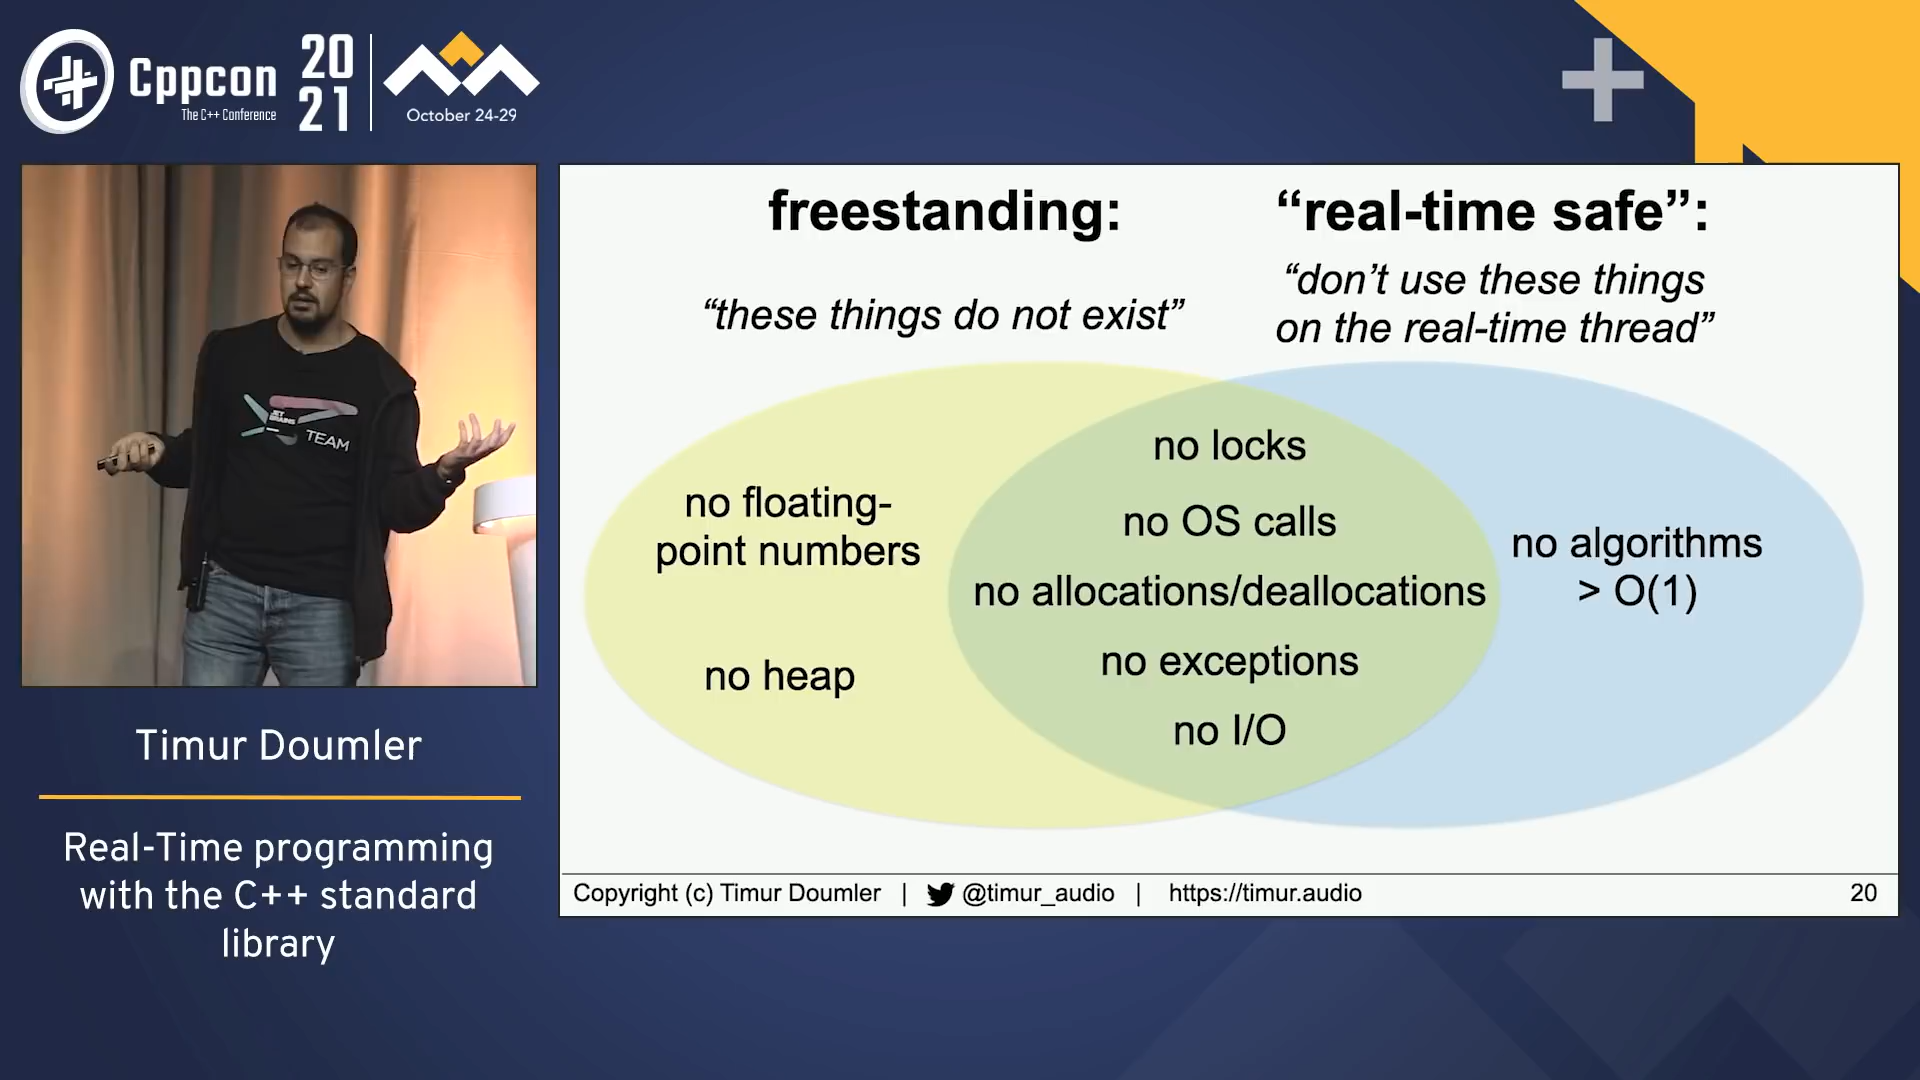 Cppcon
The C++ Conference
20
21
October 24-29
JET
BRAINS
TEAM
Timur Doumler
Real-Time programming
with the C++ standard
library
freestanding:
“these things do not exist”
“real-time safe”:
“don’t use these things
on the real-time thread”
no floating-
point numbers
no heap
no locks
no OS calls
no allocations/deallocations
no exceptions
no I/O
no algorithms
> O(1)
Copyright (c) Timur Doumler | @timur_audio | https://timur.audio
20